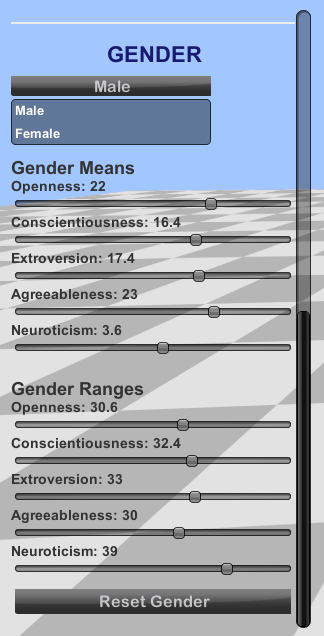 GENDER
Male
Male
Female
Gender Means
Openness: 22
Conscientiousness: 16.4
Extroversion: 17.4
Agreeableness: 23
Neuroticism: 3.6
Gender Ranges
Openness: 30.6
Conscientiousness: 32.4
Extroversion: 33
Agreeableness: 30
Neuroticism: 39
Reset Gender